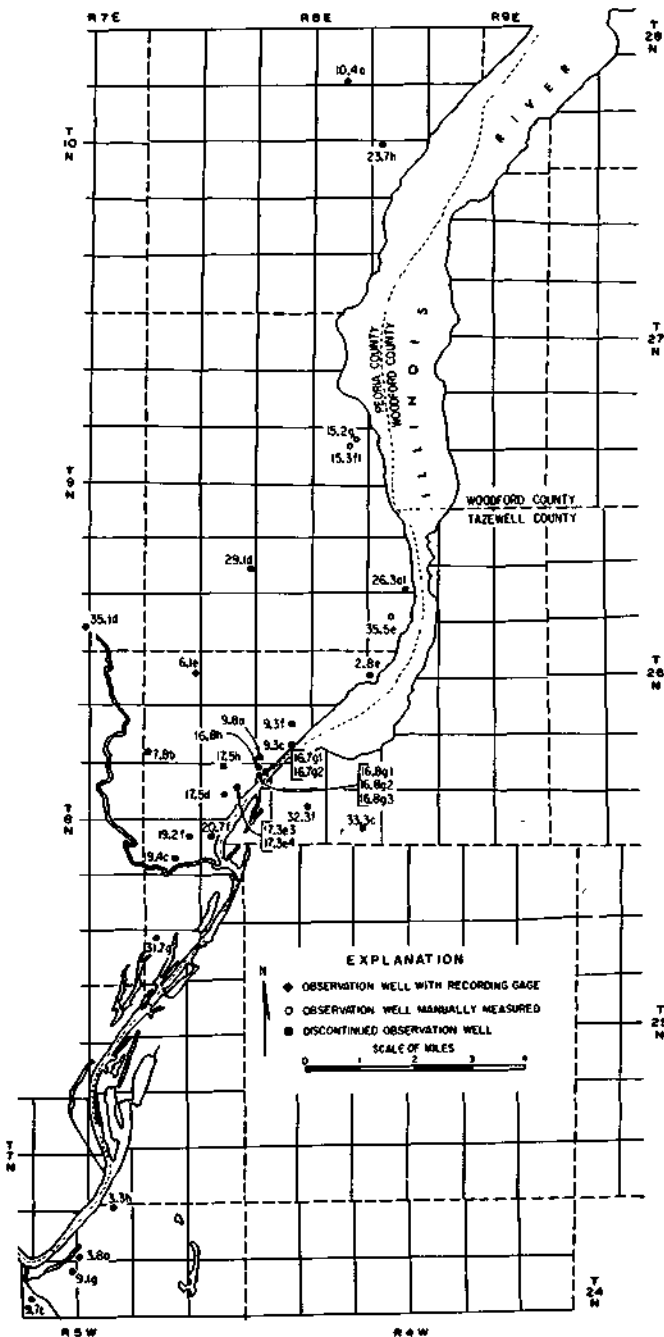 R7E R8E R9E
T
28
N
10.4a
RIVER
T
10
N
23.7h
ILLINOIS
T
27
N
PEORIA COUNTY
WOODFORD COUNTY
15.2a
15.3f1
T
9
N
WOODFORD COUNTY
TAZEWELL COUNTY
29.1d
26.3a1
35.1d
35.5e
6.1e
2.8e
T
26
N
9.8a
9.3f
16.8h
9.3c
7.8b
17.5h
16.7g1
16.7g2
16.8g1
16.8g2
16.8g3
17.5d
32.3f
33.3c
T
8
N
19.2f
20.7f
17.3e3
17.3e4
19.4c
31.7g
EXPLANATION
N
OBSERVATION WELL WITH RECORDING GAGE
OBSERVATION WELL MANUALLY MEASURED
DISCONTINUED OBSERVATION WELL
SCALE OF MILES
0 1 2 3 4
T
25
N
T
7
N
3.3h
3.8a
9.1g
T
24
N
R5W R4W